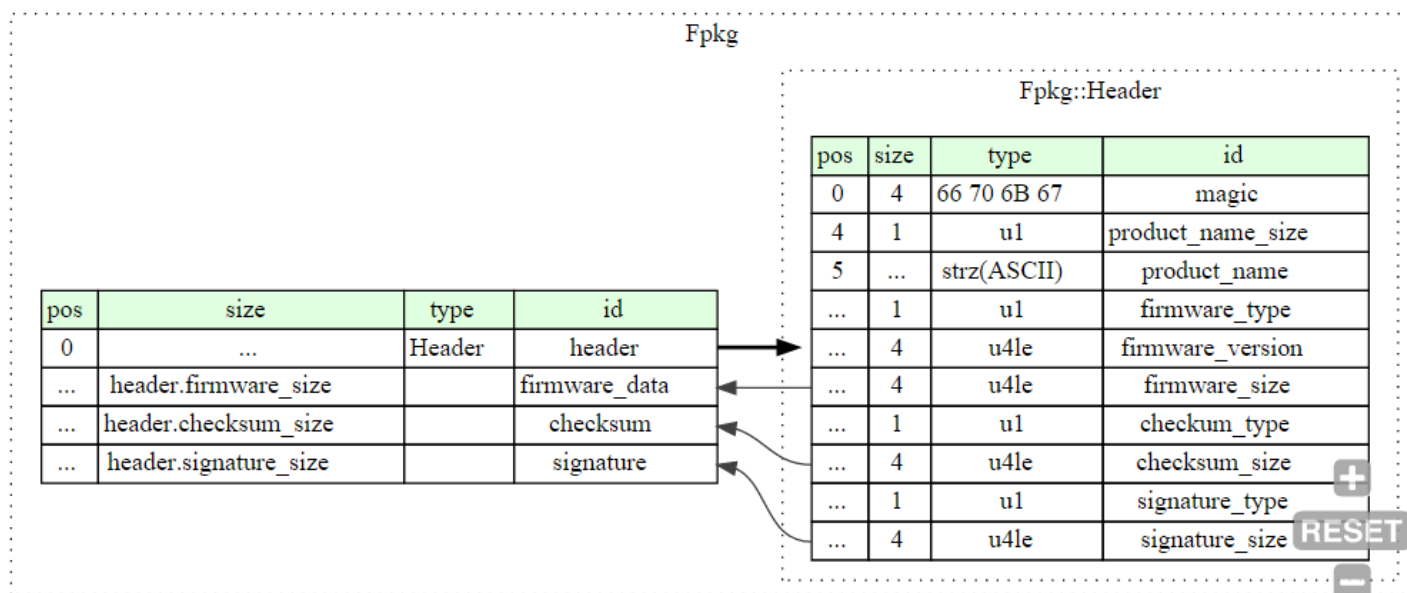 Fpkg
Fpkg::Header
pos size type id
0 4 66 70 6B 67 magic
4 1 u1 product_name_size
5 ... strz(ASCII) product_name
... 1 u1 firmware_type
... 4 u4le firmware_version
... 4 u4le firmware_size
... 1 u1 checkum_type
... 4 u4le checksum_size
... 1 u1 signature_type
... 4 u4le signature_size
pos size type id
0 ... Header header
... header.firmware_size firmware_data
... header.checksum_size checksum
... header.signature_size signature
+
RESET
−